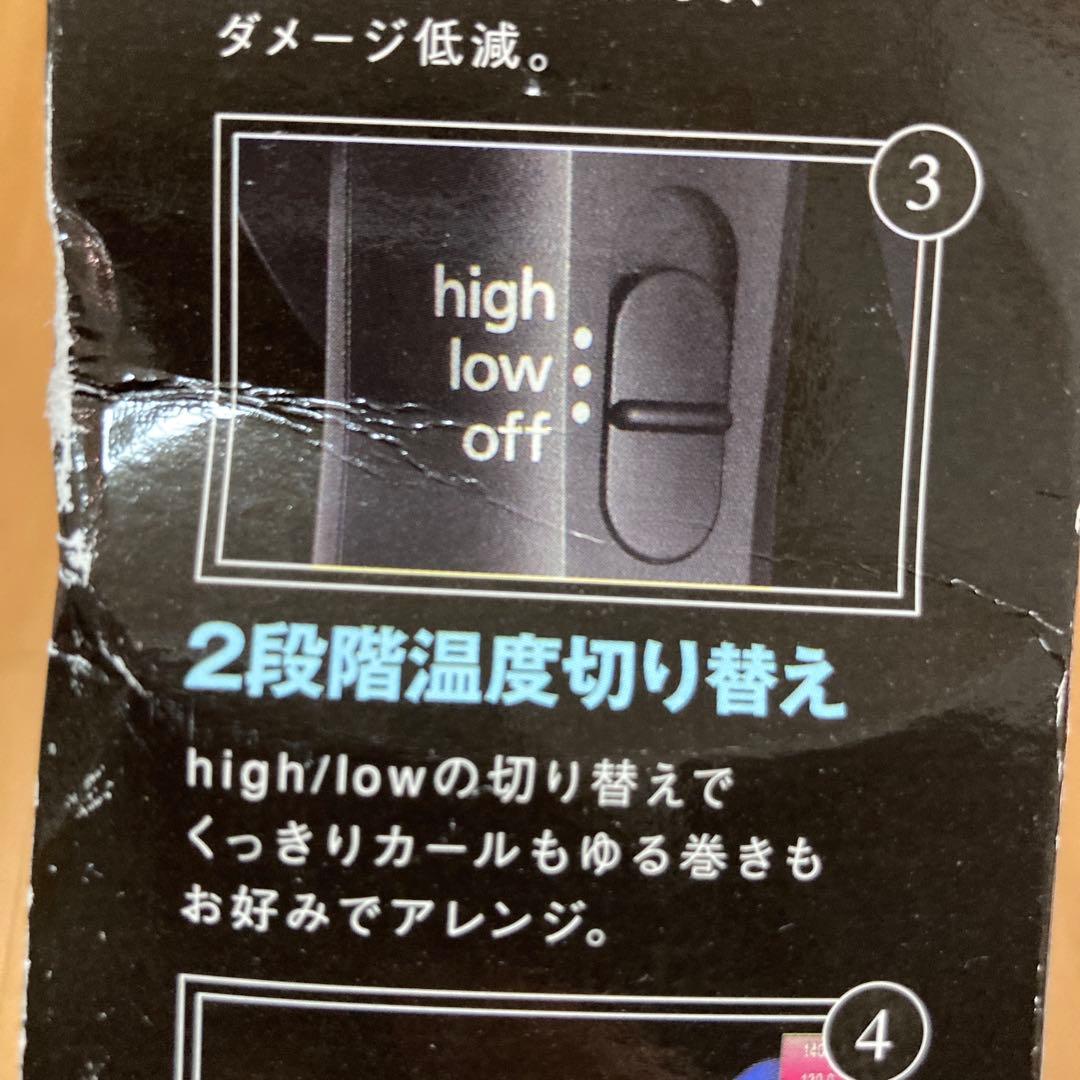 ダメージ低減。
3
high
low
off
2段階温度切り替え
high/lowの切り替えで
くっきりカールもゆる巻きも
お好みでアレンジ。
4
140